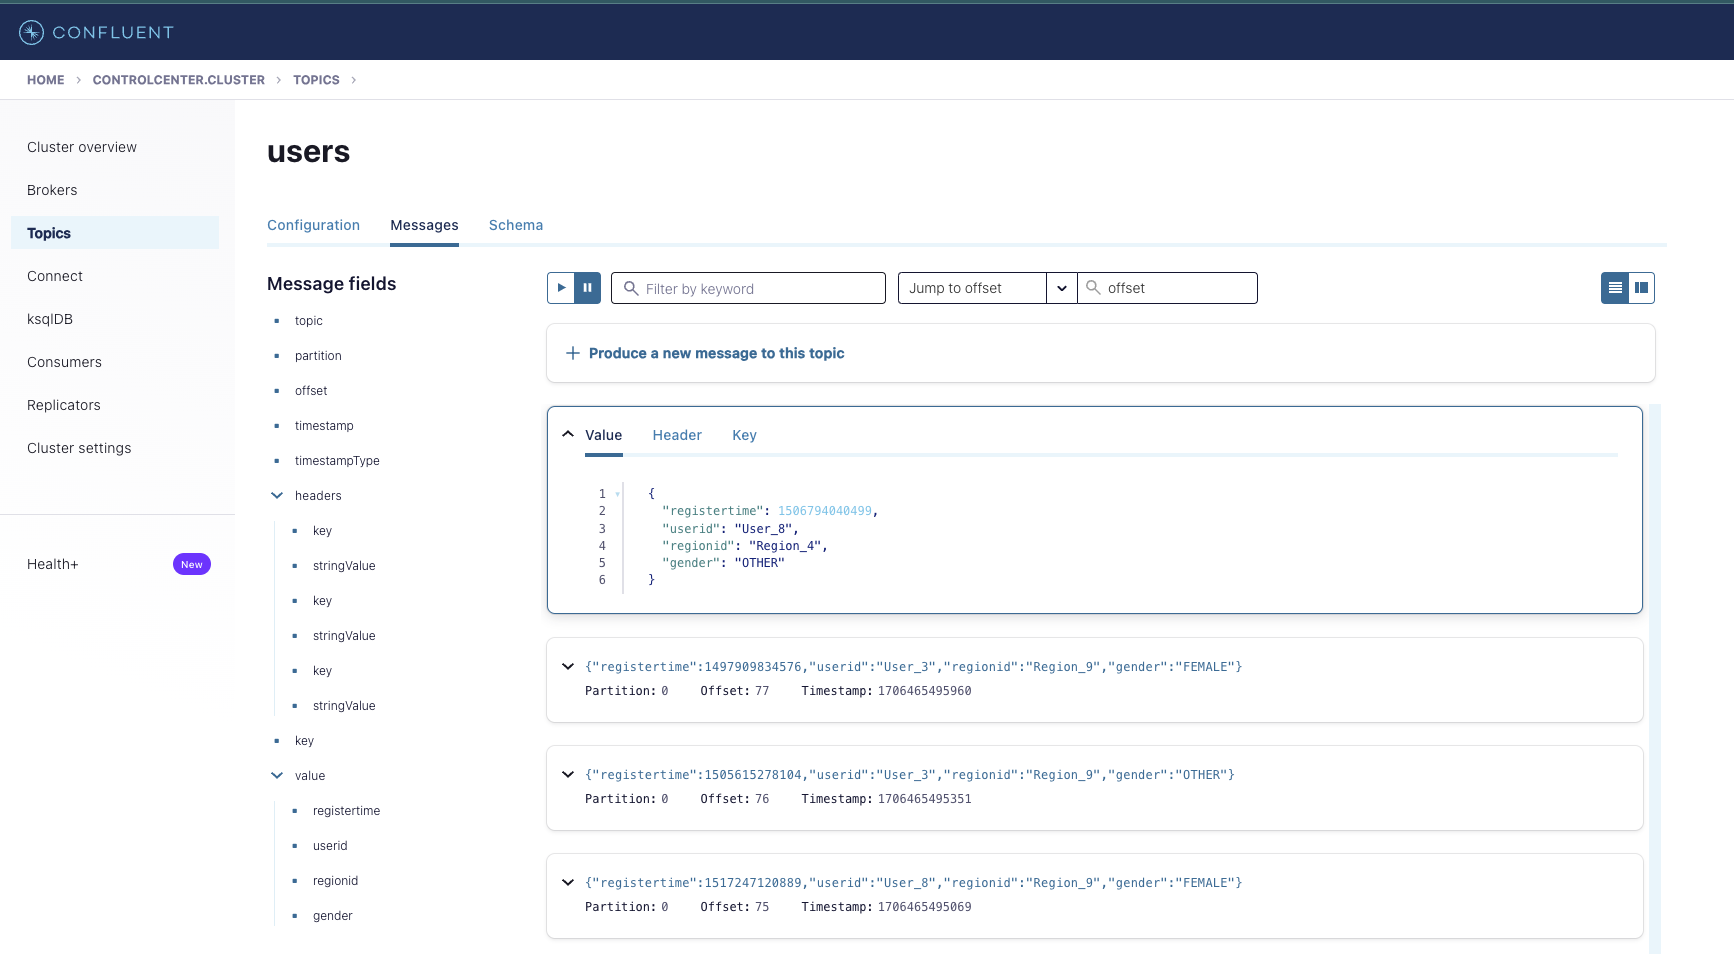 CONFLUENT
HOME > CONTROLCENTER.CLUSTER > TOPICS >
Cluster overview
Brokers
Topics
Connect
ksqlDB
Consumers
Replicators
Cluster settings
Health+ New
users
Configuration Messages Schema
Message fields
topic
partition
offset
timestamp
timestampType
headers
key
stringValue
key
stringValue
key
stringValue
key
value
registertime
userid
regionid
gender
Filter by keyword Jump to offset offset
+ Produce a new message to this topic
Value Header Key
1 {
2 "registertime": 1506794040499,
3 "userid": "User_8",
4 "regionid": "Region_4",
5 "gender": "OTHER"
6 }
{"registertime":1497909834576,"userid":"User_3","regionid":"Region_9","gender":"FEMALE"}
Partition: 0 Offset: 77 Timestamp: 1706465495960
{"registertime":1505615278104,"userid":"User_3","regionid":"Region_9","gender":"OTHER"}
Partition: 0 Offset: 76 Timestamp: 1706465495351
{"registertime":1517247120889,"userid":"User_8","regionid":"Region_9","gender":"FEMALE"}
Partition: 0 Offset: 75 Timestamp: 1706465495069